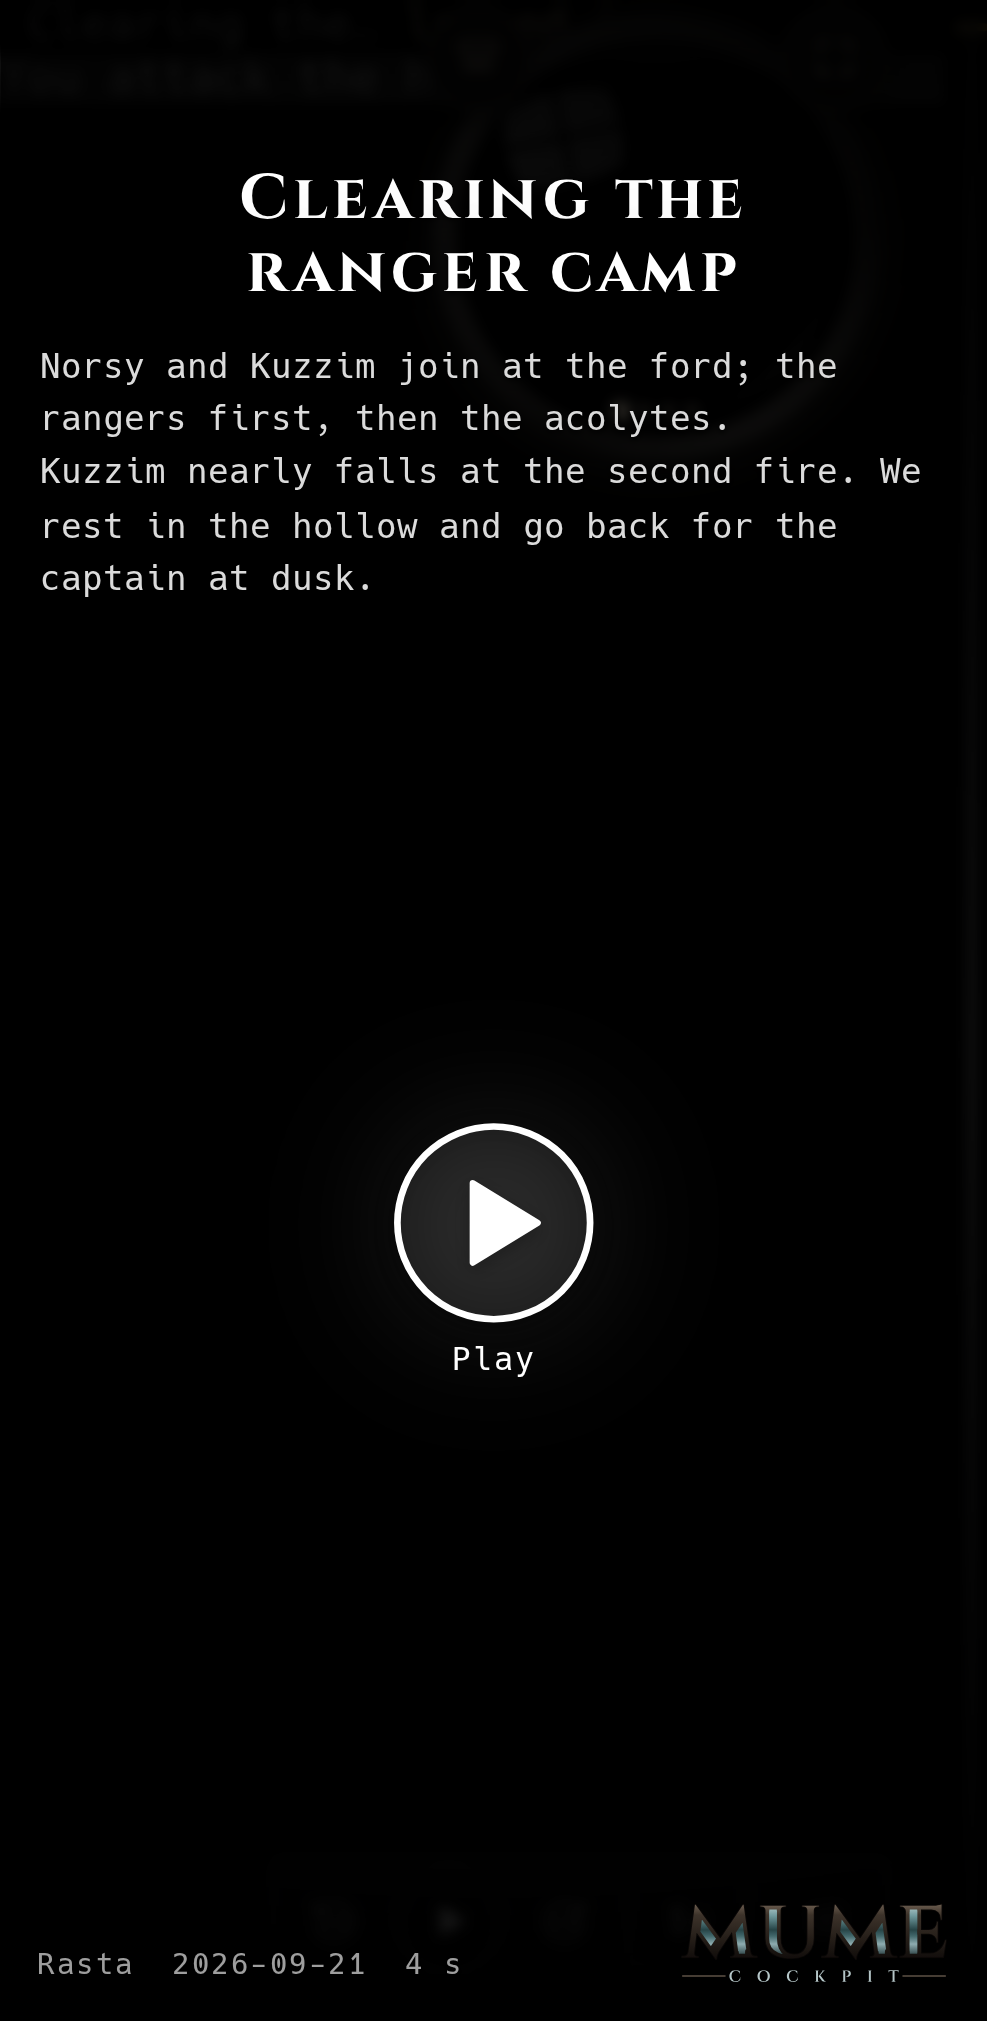 Clearing the
ranger camp
Norsy and Kuzzim join at the ford; the
rangers first, then the acolytes.
Kuzzim nearly falls at the second fire. We
rest in the hollow and go back for the
captain at dusk.
Play
Rasta 2026-09-21 4 s
MUME
COCKPIT